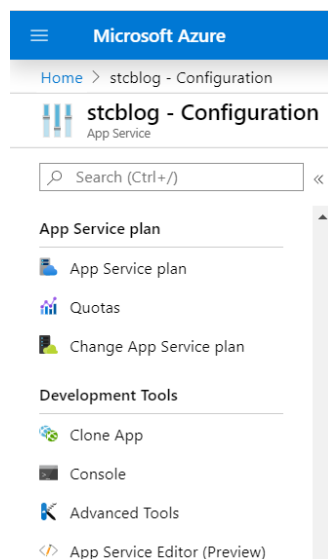 Microsoft Azure
Home > stcblog - Configuration
stcblog - Configuration
App Service
Search (Ctrl+/)
App Service plan
App Service plan
Quotas
Change App Service plan
Development Tools
Clone App
Console
Advanced Tools
App Service Editor (Preview)